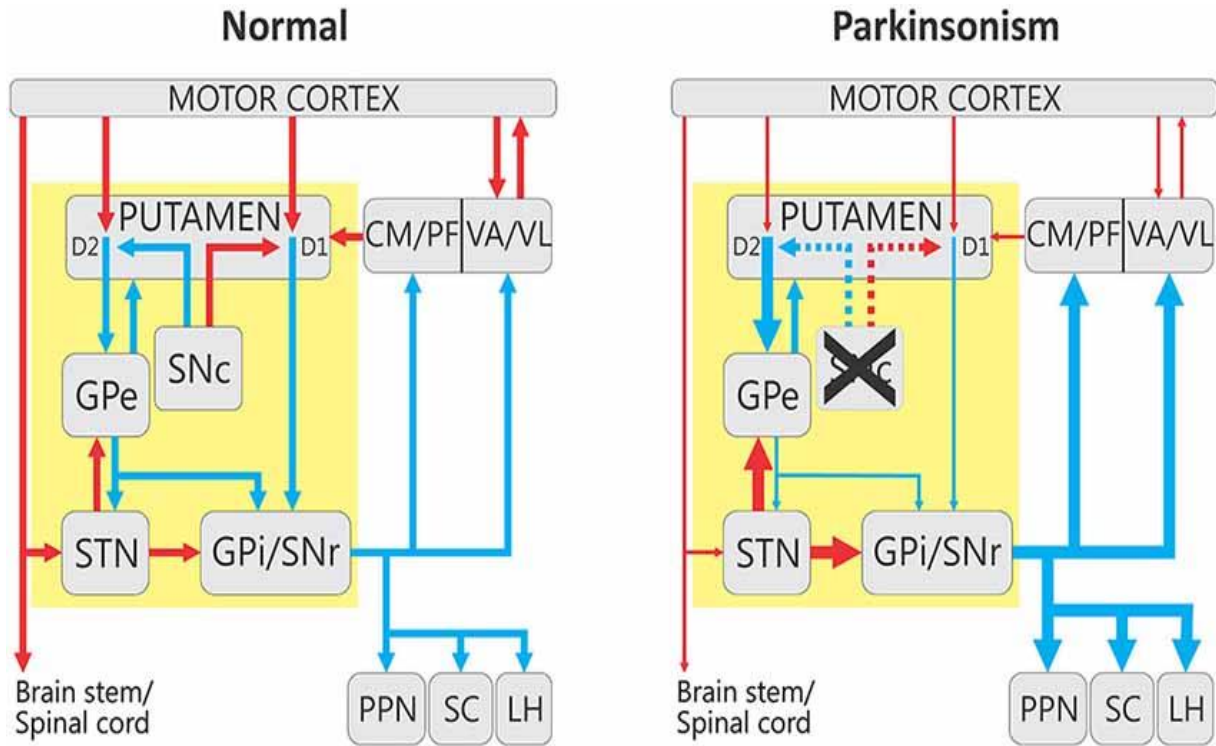 Normal
MOTOR CORTEX
PUTAMEN
D2
D1
CM/PF
VA/VL
SNc
GPe
STN
GPi/SNr
Brain stem/
Spinal cord
PPN
SC
LH
Parkinsonism
MOTOR CORTEX
PUTAMEN
D2
D1
CM/PF
VA/VL
GPe
STN
GPi/SNr
Brain stem/
Spinal cord
PPN
SC
LH